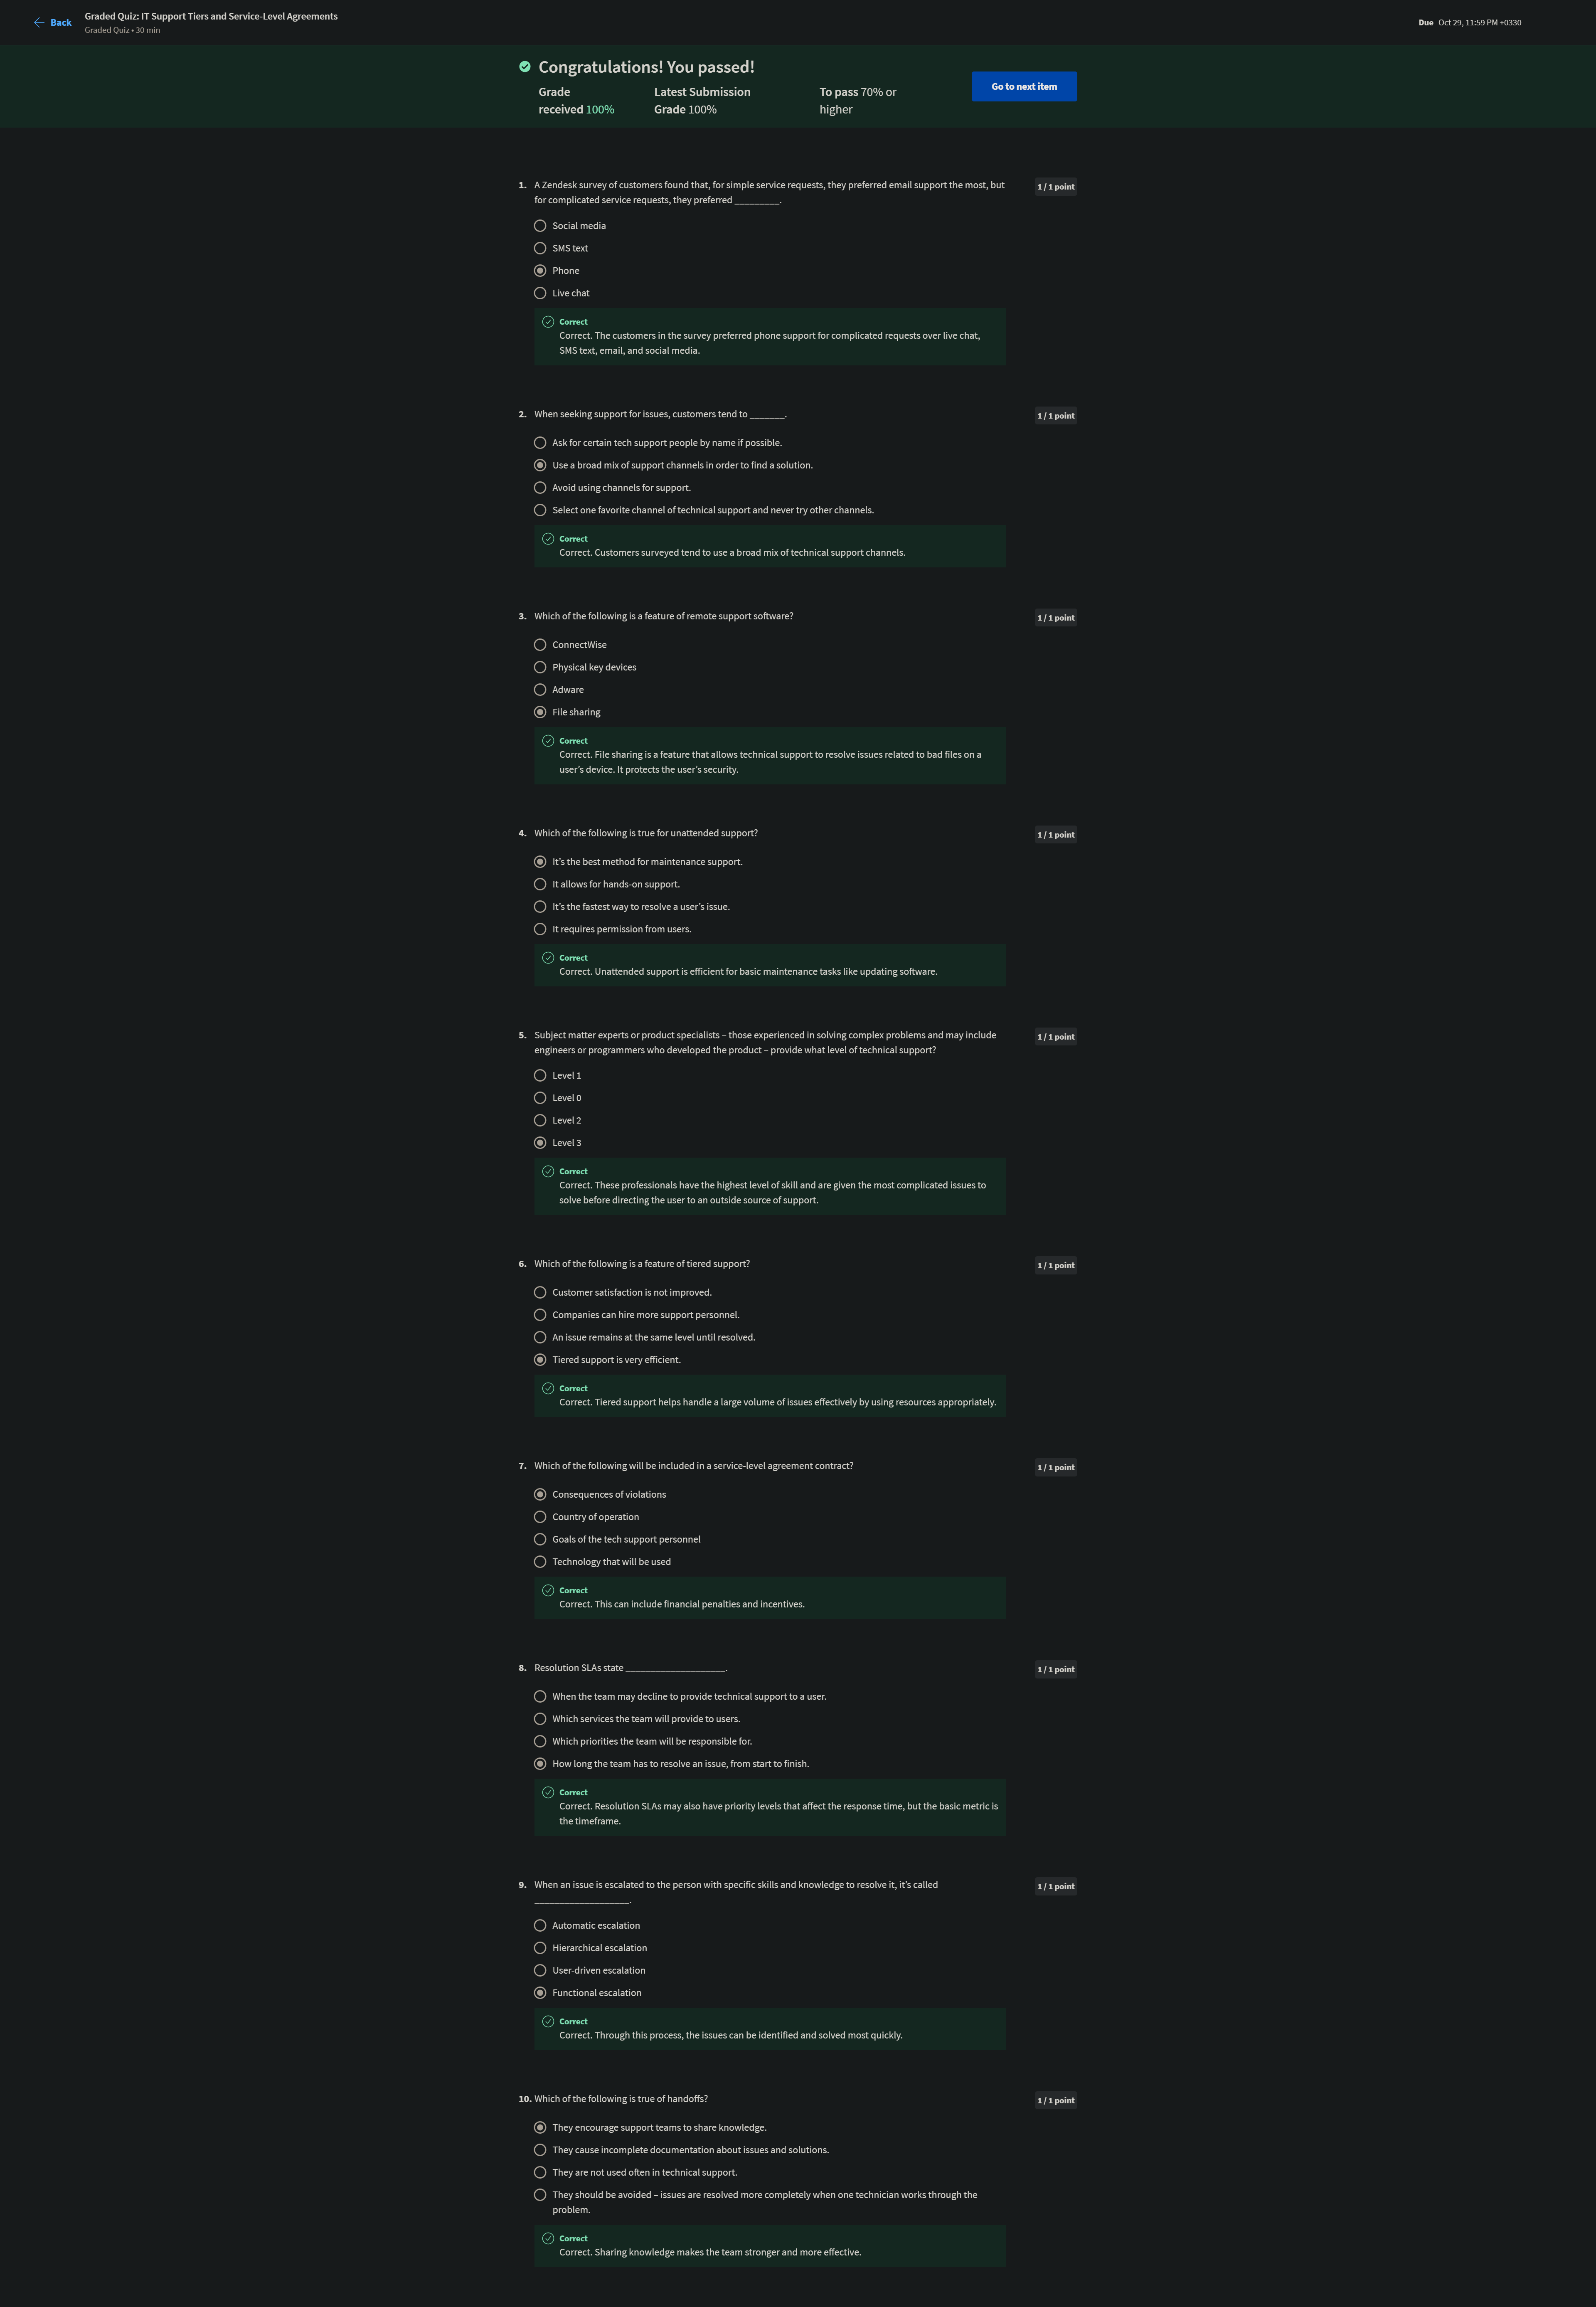 Back
Graded Quiz: IT Support Tiers and Service-Level Agreements
Graded Quiz • 30 min
Due Oct 29, 11:59 PM +0330
Congratulations! You passed!
Grade
received 100%
Latest Submission
Grade 100%
To pass 70% or
higher
Go to next item
1. A Zendesk survey of customers found that, for simple service requests, they preferred email support the most, but
for complicated service requests, they preferred _________.
1 / 1 point
Social media
SMS text
Phone
Live chat
Correct
Correct. The customers in the survey preferred phone support for complicated requests over live chat,
SMS text, email, and social media.
2. When seeking support for issues, customers tend to _______.
1 / 1 point
Ask for certain tech support people by name if possible.
Use a broad mix of support channels in order to find a solution.
Avoid using channels for support.
Select one favorite channel of technical support and never try other channels.
Correct
Correct. Customers surveyed tend to use a broad mix of technical support channels.
3. Which of the following is a feature of remote support software?
1 / 1 point
ConnectWise
Physical key devices
Adware
File sharing
Correct
Correct. File sharing is a feature that allows technical support to resolve issues related to bad files on a
user’s device. It protects the user’s security.
4. Which of the following is true for unattended support?
1 / 1 point
It’s the best method for maintenance support.
It allows for hands-on support.
It’s the fastest way to resolve a user’s issue.
It requires permission from users.
Correct
Correct. Unattended support is efficient for basic maintenance tasks like updating software.
5. Subject matter experts or product specialists – those experienced in solving complex problems and may include
engineers or programmers who developed the product – provide what level of technical support?
1 / 1 point
Level 1
Level 0
Level 2
Level 3
Correct
Correct. These professionals have the highest level of skill and are given the most complicated issues to
solve before directing the user to an outside source of support.
6. Which of the following is a feature of tiered support?
1 / 1 point
Customer satisfaction is not improved.
Companies can hire more support personnel.
An issue remains at the same level until resolved.
Tiered support is very efficient.
Correct
Correct. Tiered support helps handle a large volume of issues effectively by using resources appropriately.
7. Which of the following will be included in a service-level agreement contract?
1 / 1 point
Consequences of violations
Country of operation
Goals of the tech support personnel
Technology that will be used
Correct
Correct. This can include financial penalties and incentives.
8. Resolution SLAs state ____________________.
1 / 1 point
When the team may decline to provide technical support to a user.
Which services the team will provide to users.
Which priorities the team will be responsible for.
How long the team has to resolve an issue, from start to finish.
Correct
Correct. Resolution SLAs may also have priority levels that affect the response time, but the basic metric is
the timeframe.
9. When an issue is escalated to the person with specific skills and knowledge to resolve it, it’s called
___________________.
1 / 1 point
Automatic escalation
Hierarchical escalation
User-driven escalation
Functional escalation
Correct
Correct. Through this process, the issues can be identified and solved most quickly.
10. Which of the following is true of handoffs?
1 / 1 point
They encourage support teams to share knowledge.
They cause incomplete documentation about issues and solutions.
They are not used often in technical support.
They should be avoided – issues are resolved more completely when one technician works through the
problem.
Correct
Correct. Sharing knowledge makes the team stronger and more effective.